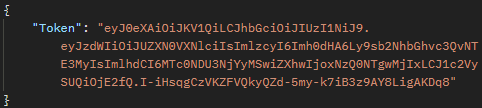 {
"Token": "eyJ0eXAiOiJKV1QiLCJhbGciOiJIUzI1NiJ9.
eyJzdWIiOiJUZXN0VXNlciIsImlzcyI6Imh0dHA6Ly9sb2NhbGhvc3QvNT
E3MyIsImlhdCI6MTc0NDU3NjYyMSwiZXhwIjoxNzQ0NTgwMjIxLCJ1c2Vy
SUQiOjE2fQ.I-iHsqgCzVKZFVQkyQZd-5my-k7iB3z9AY8LigAKDq8"
}